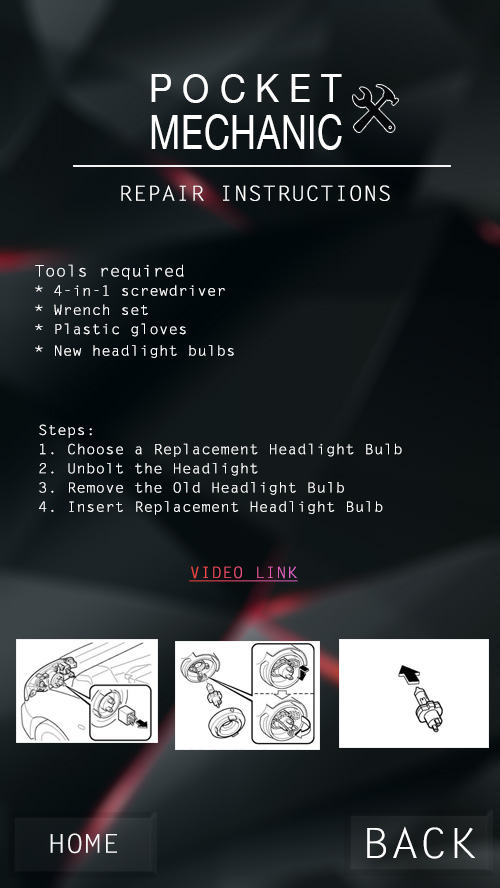 POCKET
MECHANIC
REPAIR INSTRUCTIONS
Tools required
* 4-in-1 screwdriver
* Wrench set
* Plastic gloves
* New headlight bulbs
Steps:
1. Choose a Replacement Headlight Bulb
2. Unbolt the Headlight
3. Remove the Old Headlight Bulb
4. Insert Replacement Headlight Bulb
VIDEO LINK
HOME
BACK